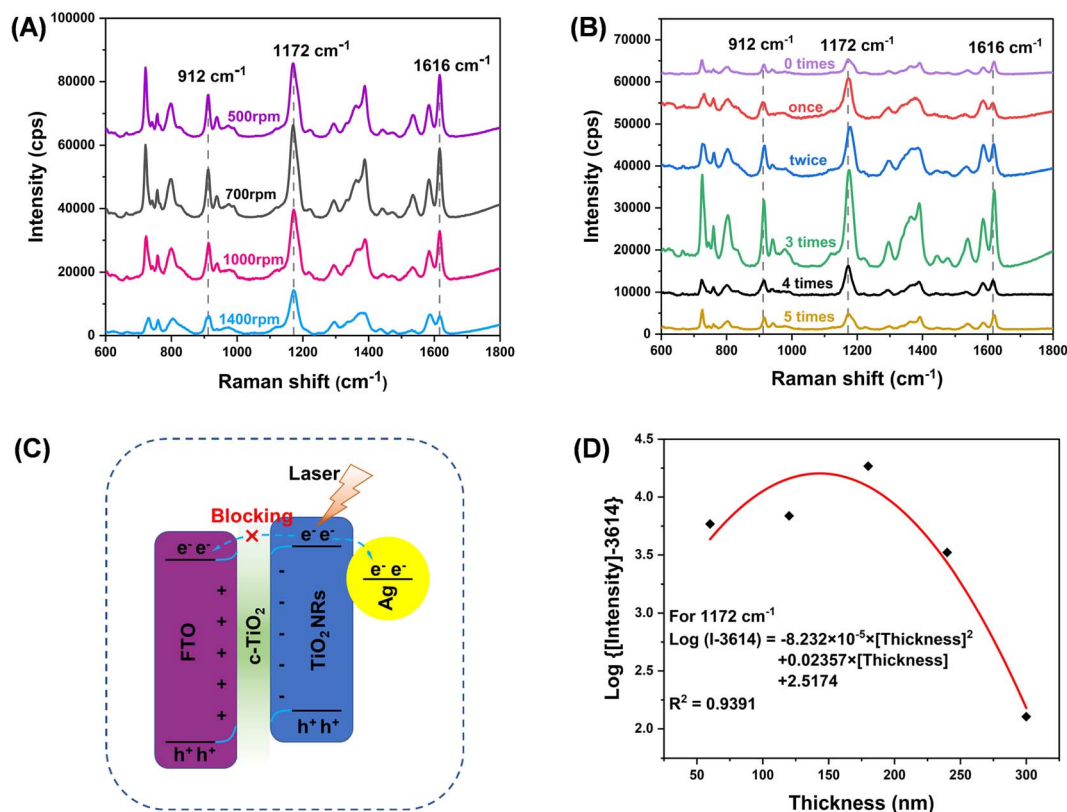 (A)
100000
80000
60000
40000
20000
0
Intensity (cps)
912 cm⁻¹
1172 cm⁻¹
1616 cm⁻¹
500rpm
700rpm
1000rpm
1400rpm
600 800 1000 1200 1400 1600 1800
Raman shift (cm⁻¹)
(B)
70000
60000
50000
40000
30000
20000
10000
0
Intensity (cps)
912 cm⁻¹
1172 cm⁻¹
1616 cm⁻¹
0 times
once
twice
3 times
4 times
5 times
600 800 1000 1200 1400 1600 1800
Raman shift (cm⁻¹)
(C)
Laser
Blocking
×
e⁻ e⁻
e⁻ e⁻
e⁻ e⁻
Ag
FTO
+
+
+
+
+
c-TiO₂
TiO₂ NRs
-
-
-
-
-
h⁺ h⁺
h⁺ h⁺
(D)
4.5
4.0
3.5
3.0
2.5
2.0
Log {[Intensity]-3614}
For 1172 cm⁻¹
Log (I-3614) = -8.232×10⁻⁵×[Thickness]²
+0.02357×[Thickness]
+2.5174
R² = 0.9391
50 100 150 200 250 300
Thickness (nm)